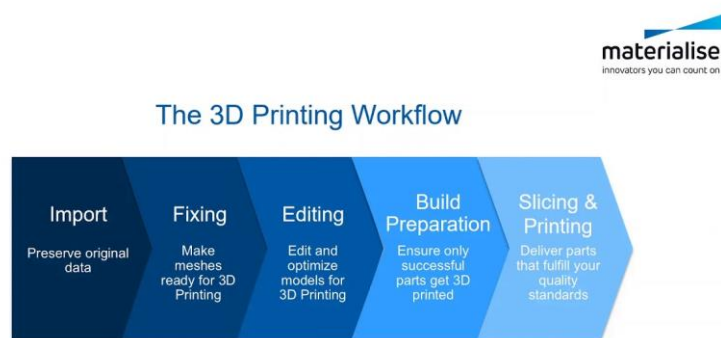 materialise
innovators you can count on
The 3D Printing Workflow
Import
Preserve original
data
Fixing
Make
meshes
ready for 3D
Printing
Editing
Edit and
optimize
models for
3D Printing
Build
Preparation
Ensure only
successful
parts get 3D
printed
Slicing &
Printing
Deliver parts
that fulfill your
quality
standards